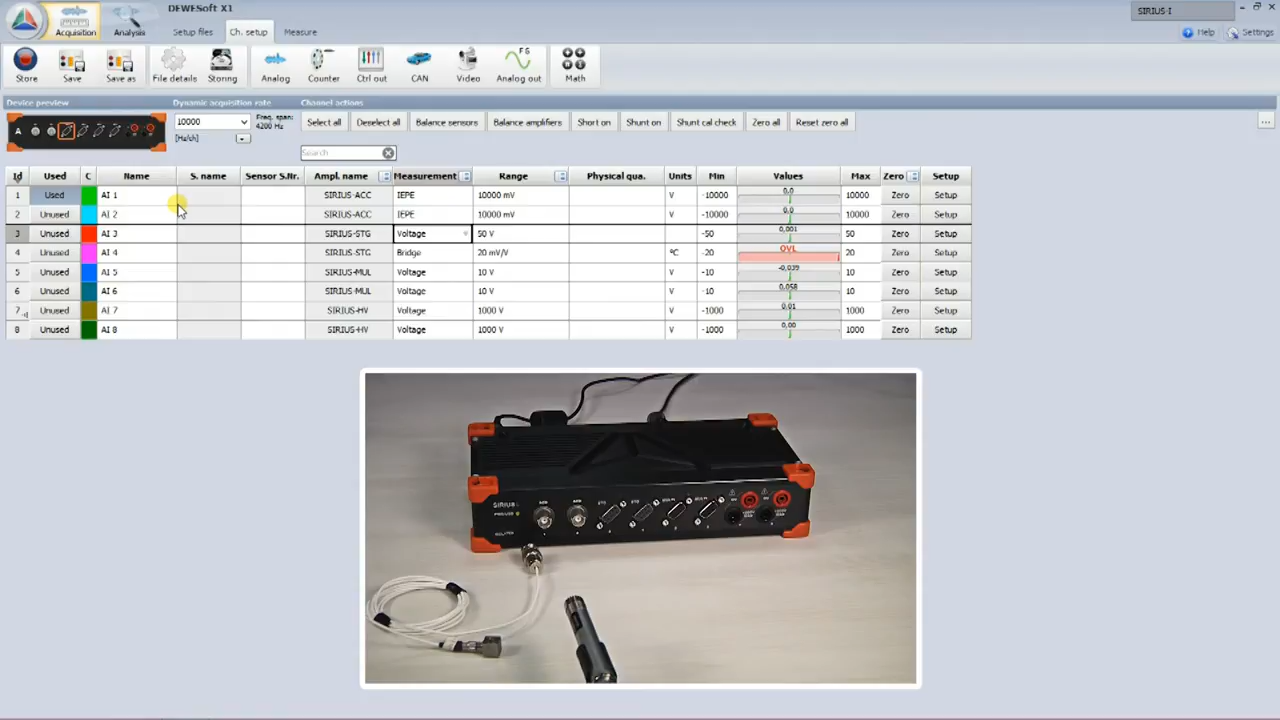 DEWESoft X1
SIRIUS-I
Acquisition
Analysis
Setup files
Ch. setup
Measure
Help
Settings
Store
Save
Save as
File details
Storing
Analog
Counter
Ctrl out
CAN
Video
FG
Analog out
Math
Device preview
Dynamic acquisition rate
Channel actions
A
10000
Freq. span:
4200 Hz
[Hz/ch]
Select all
Deselect all
Balance sensors
Balance amplifiers
Short on
Shunt on
Shunt cal check
Zero all
Reset zero all
...
Search
Id Used C Name S. name Sensor S.Nr. Ampl. name Measurement Range Physical qua. Units Min Values Max Zero Setup
1 Used AI 1 SIRIUS-ACC IEPE 10000 mV V -10000 0,0 10000 Zero Setup
2 Unused AI 2 SIRIUS-ACC IEPE 10000 mV V -10000 0,0 10000 Zero Setup
3 Unused AI 3 SIRIUS-STG Voltage 50 V V -50 0,001 50 Zero Setup
4 Unused AI 4 SIRIUS-STG Bridge 20 mV/V ºC -20 OVL 20 Zero Setup
5 Unused AI 5 SIRIUS-MUL Voltage 10 V V -10 -0,039 10 Zero Setup
6 Unused AI 6 SIRIUS-MUL Voltage 10 V V -10 0,058 10 Zero Setup
7 Unused AI 7 SIRIUS-HV Voltage 1000 V V -1000 0,01 1000 Zero Setup
8 Unused AI 8 SIRIUS-HV Voltage 1000 V V -1000 0,00 1000 Zero Setup
SIRIUS